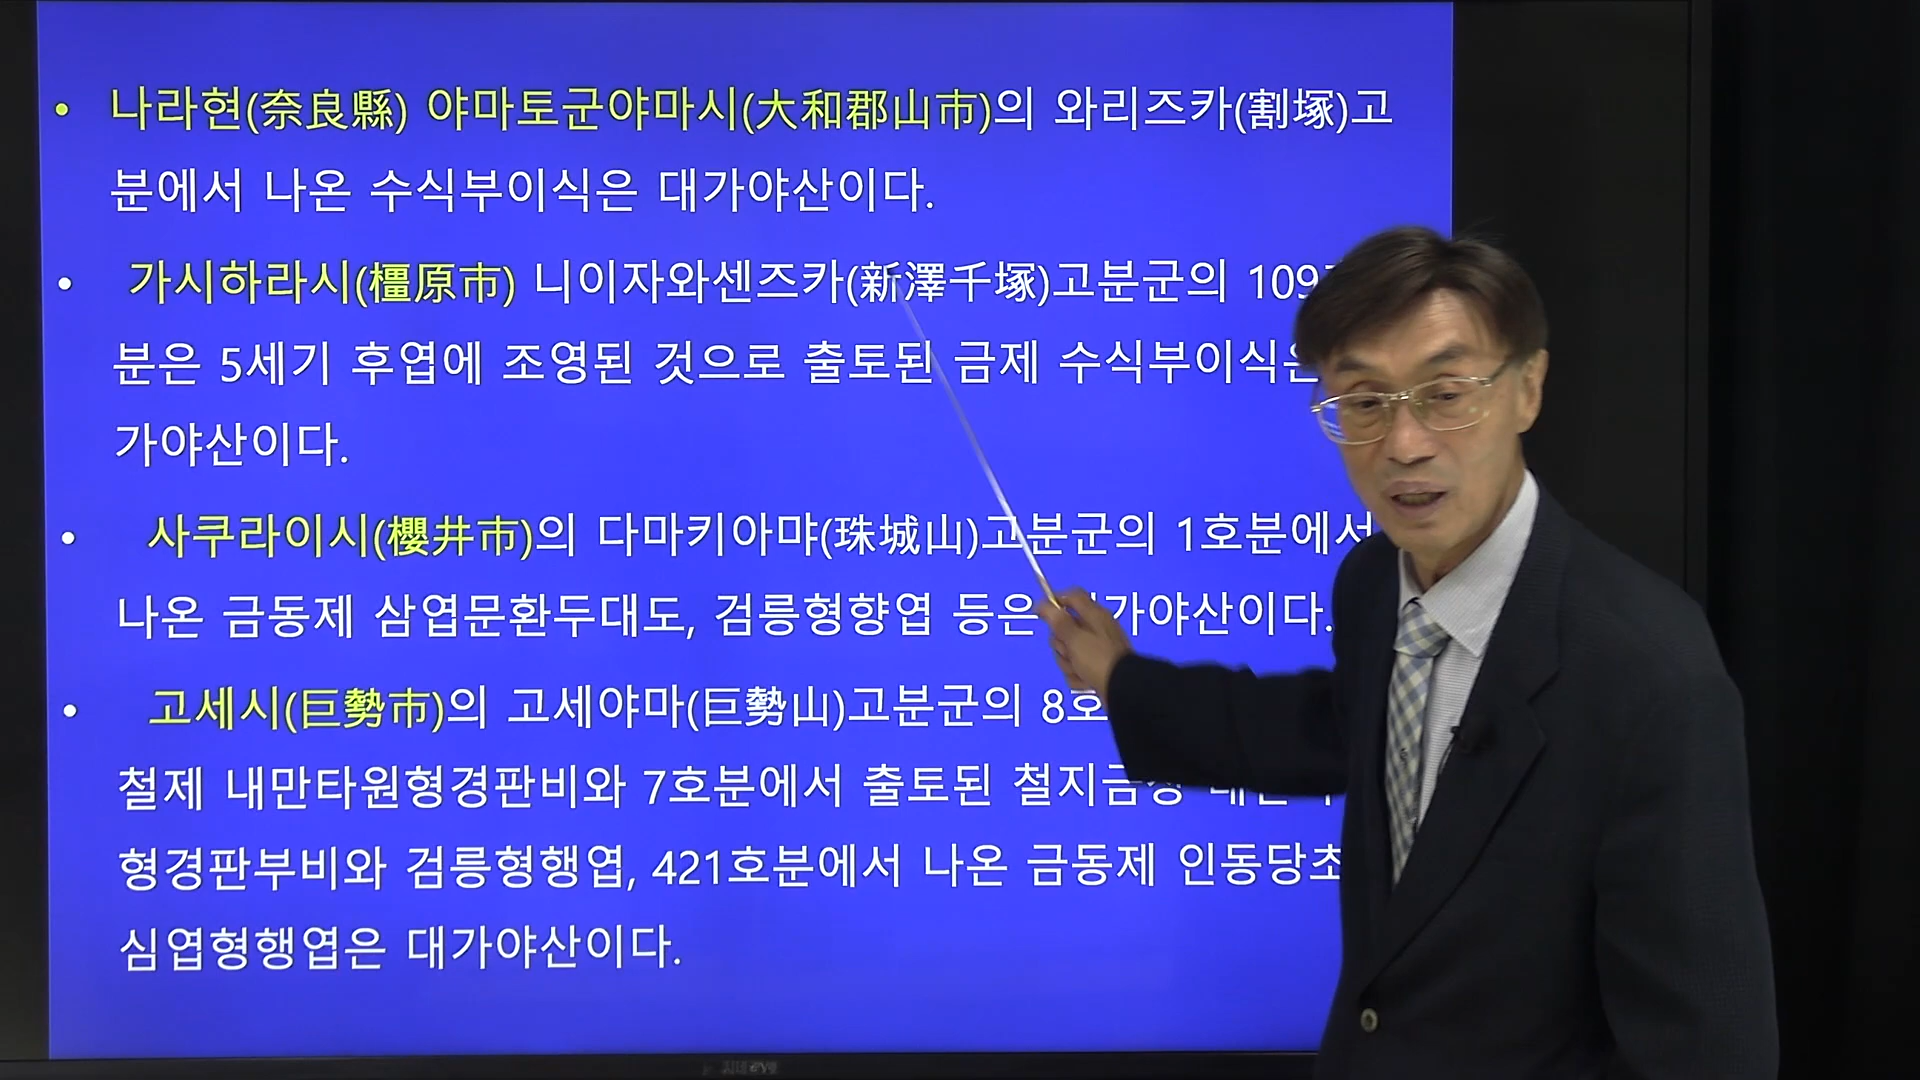 • 나라현(奈良縣) 야마토군야마시(大和郡山市)의 와리즈카(割塚)고
분에서 나온 수식부이식은 대가야산이다.
• 가시하라시(橿原市) 니이자와센즈카(新澤千塚)고분군의 109
분은 5세기 후엽에 조영된 것으로 출토된 금제 수식부이식은
가야산이다.
• 사쿠라이시(櫻井市)의 다마키아먀(珠城山)고분군의 1호분에서
나온 금동제 삼엽문환두대도, 검릉형향엽 등은 가야산이다.
• 고세시(巨勢市)의 고세야마(巨勢山)고분군의 8호
철제 내만타원형경판비와 7호분에서 출토된 철지금
형경판부비와 검릉형행엽, 421호분에서 나온 금동제 인동당초
심엽형행엽은 대가야산이다.